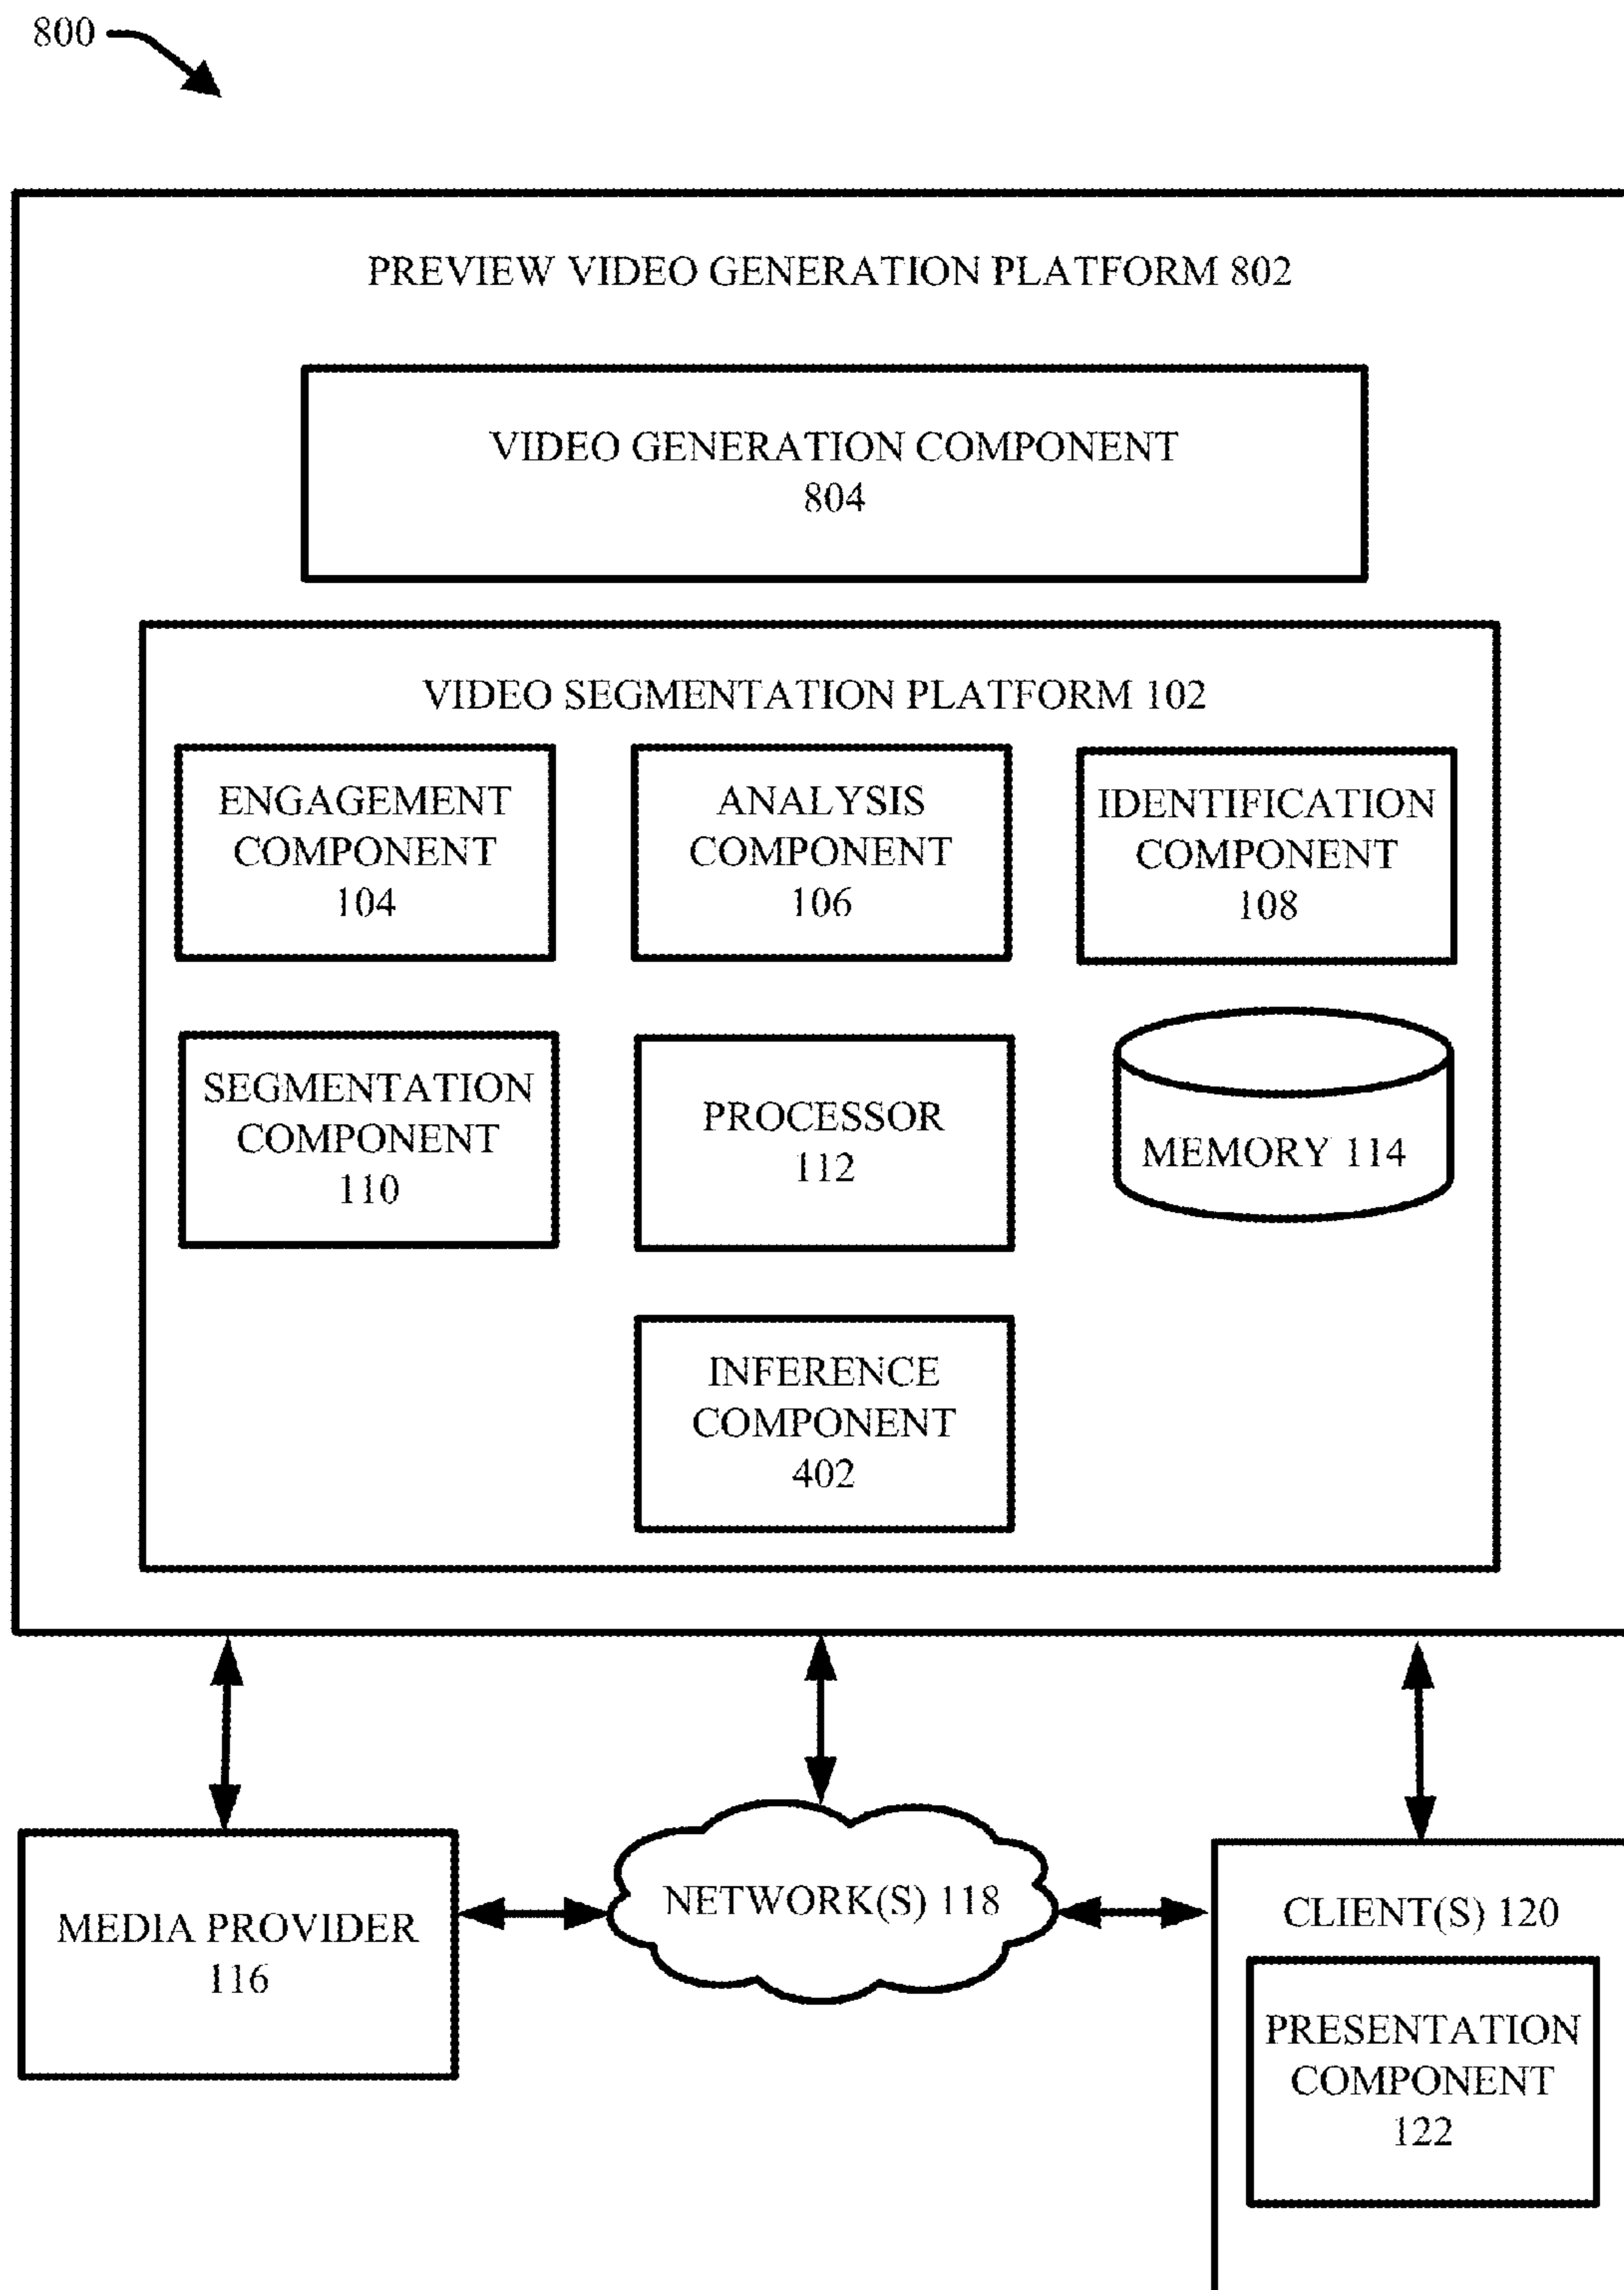 800
PREVIEW VIDEO GENERATION PLATFORM 802
VIDEO GENERATION COMPONENT
804
VIDEO SEGMENTATION PLATFORM 102
ENGAGEMENT
COMPONENT
104
ANALYSIS
COMPONENT
106
IDENTIFICATION
COMPONENT
108
SEGMENTATION
COMPONENT
110
PROCESSOR
112
MEMORY 114
INFERENCE
COMPONENT
402
MEDIA PROVIDER
116
NETWORK(S) 118
CLIENT(S) 120
PRESENTATION
COMPONENT
122